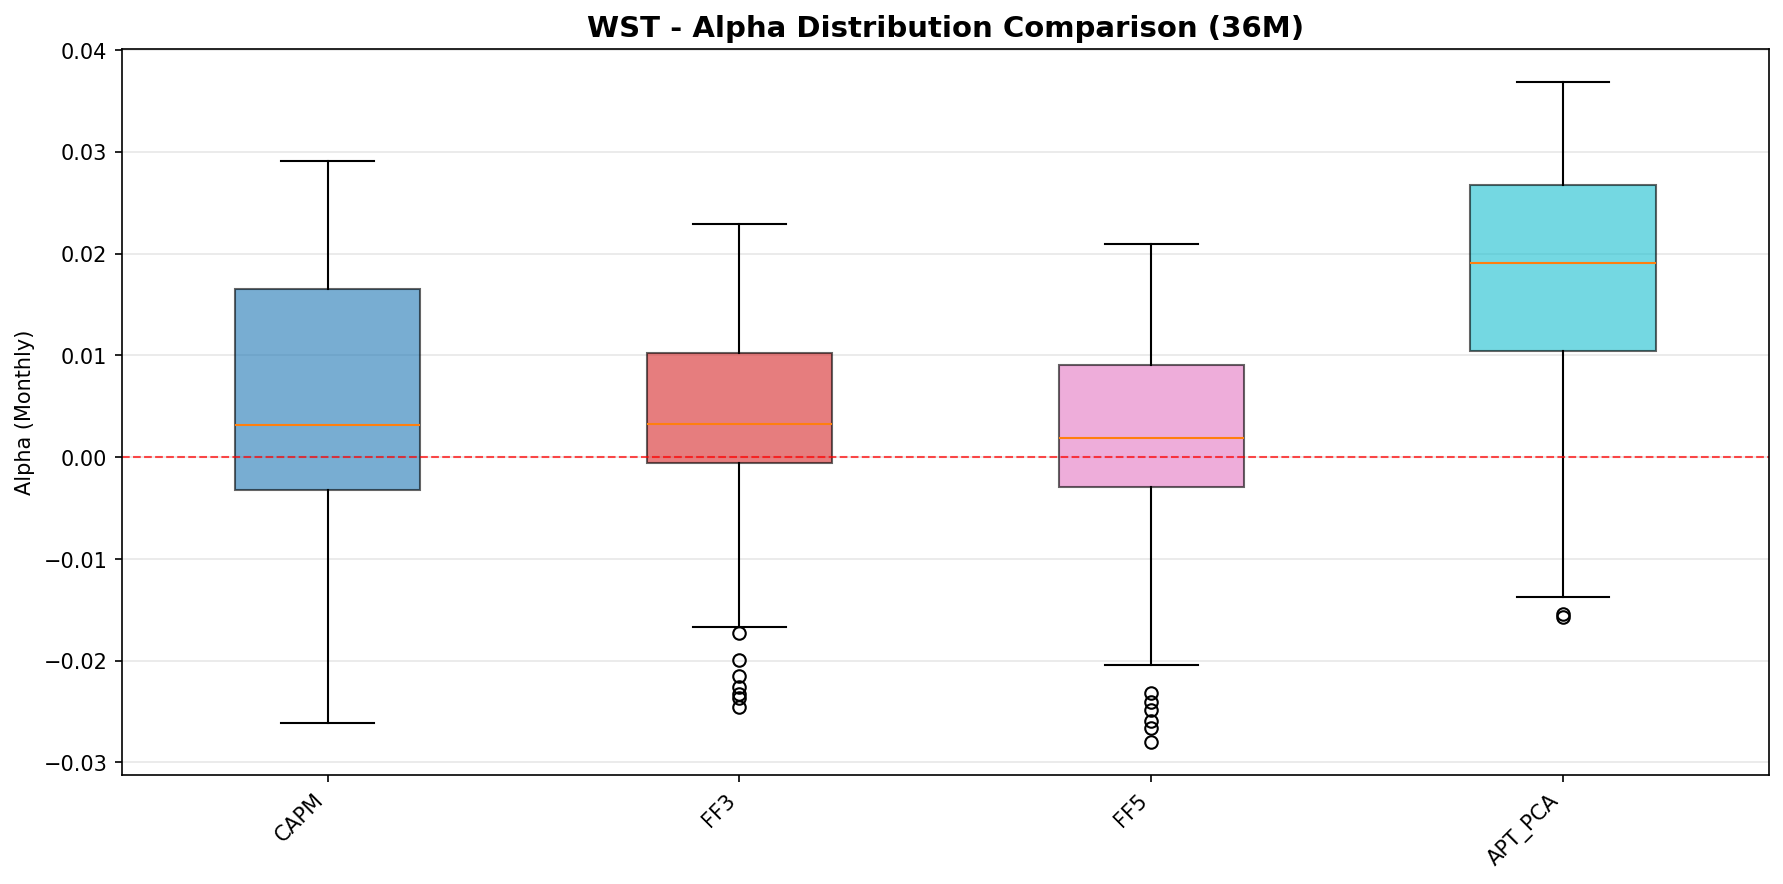 WST - Alpha Distribution Comparison (36M)
Alpha (Monthly)
0.04
0.03
0.02
0.01
0.00
−0.01
−0.02
−0.03
CAPM
FF3
FF5
APT_PCA